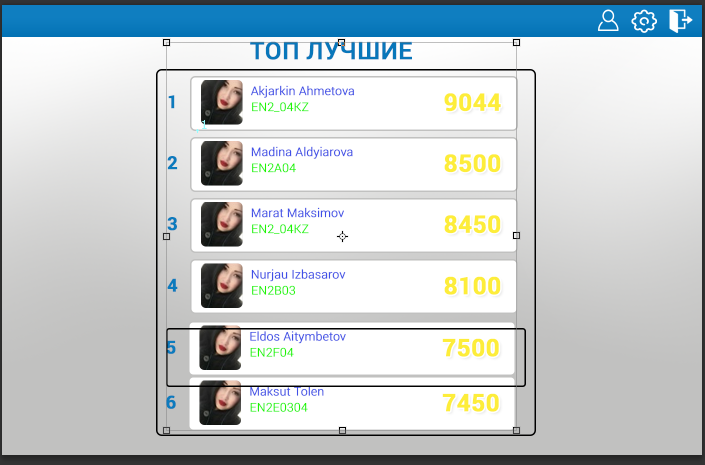 ТОП ЛУЧШИЕ
1
Akjarkin Ahmetova
EN2_04KZ
9044
2
Madina Aldyiarova
EN2A04
8500
3
Marat Maksimov
EN2_04KZ
8450
4
Nurjau Izbasarov
EN2B03
8100
5
Eldos Aitymbetov
EN2F04
7500
6
Maksut Tolen
EN2E0304
7450